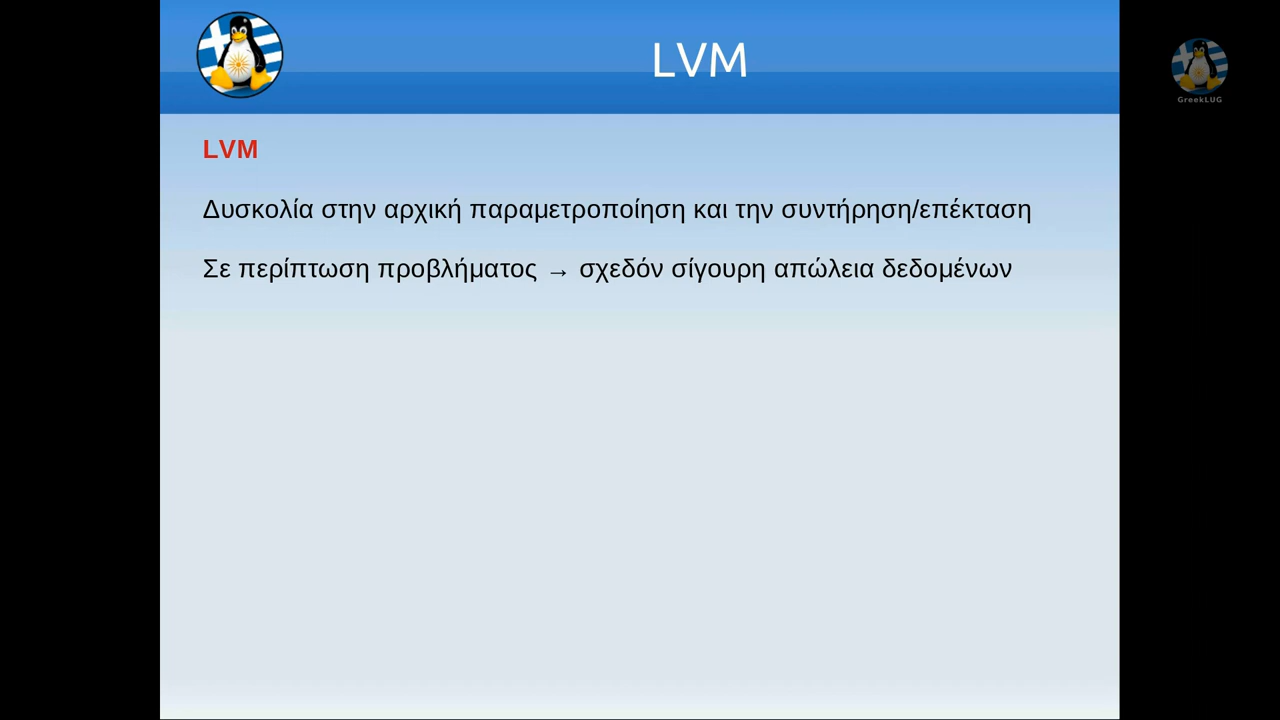 LVM
GreekLUG
LVM
Δυσκολία στην αρχική παραμετροποίηση και την συντήρηση/επέκταση
Σε περίπτωση προβλήματος → σχεδόν σίγουρη απώλεια δεδομένων